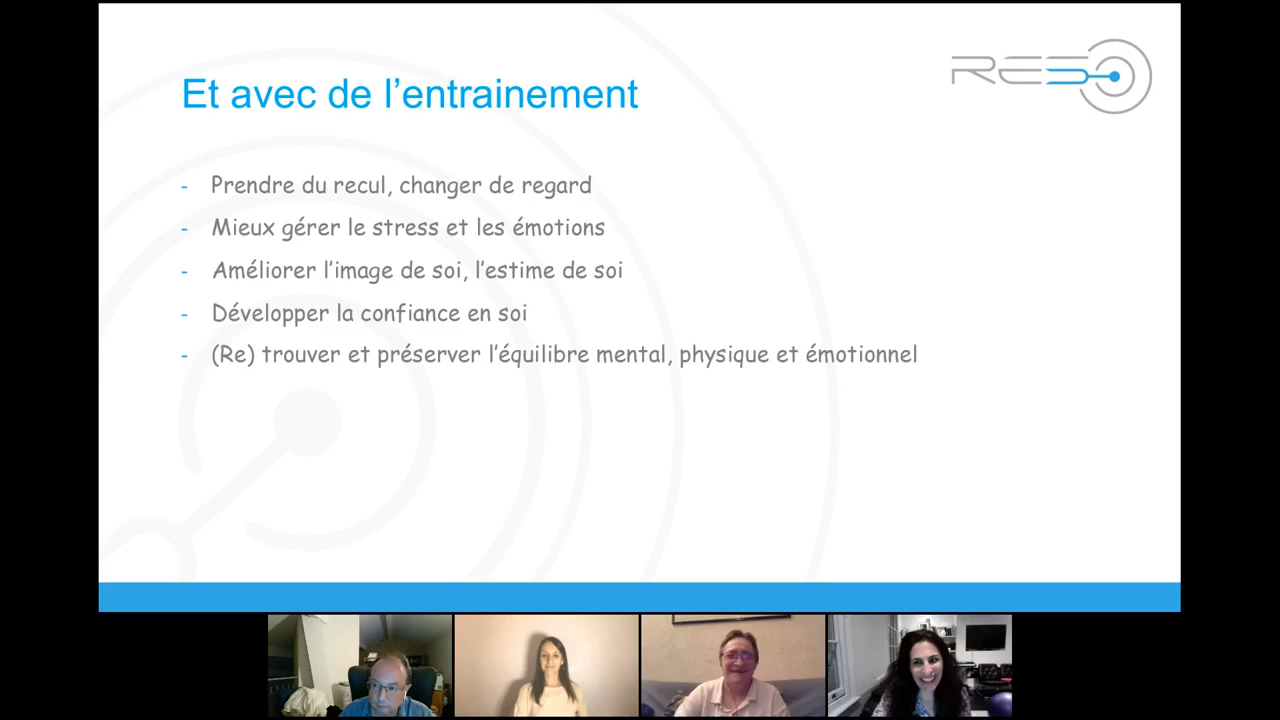 Et avec de l’entrainement
RESO
- Prendre du recul, changer de regard
- Mieux gérer le stress et les émotions
- Améliorer l’image de soi, l’estime de soi
- Développer la confiance en soi
- (Re) trouver et préserver l’équilibre mental, physique et émotionnel